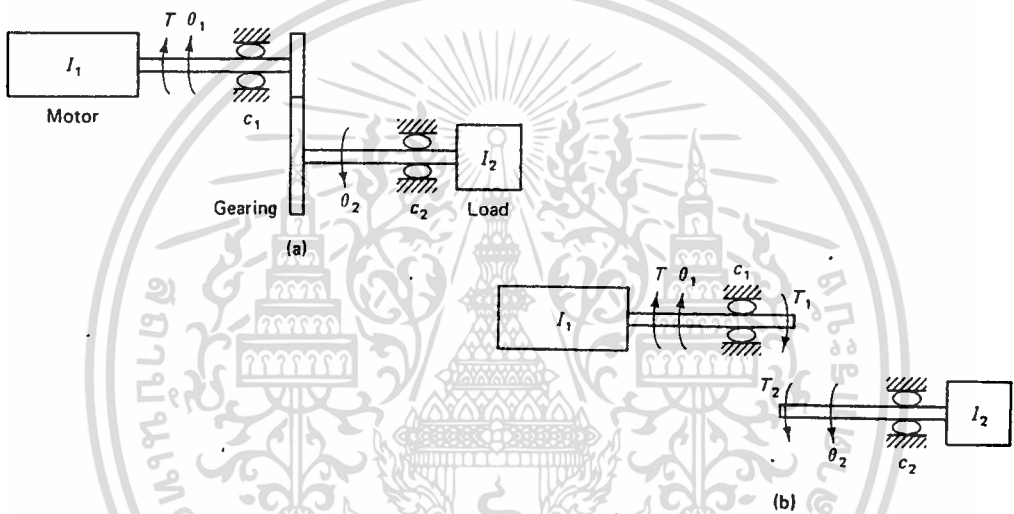 T θ₁
I₁
Motor
c₁
I₂
θ₂
c₂
Gearing
Load
(a)
T θ₁
c₁
T₁
I₁
T₂
I₂
θ₂
c₂
(b)